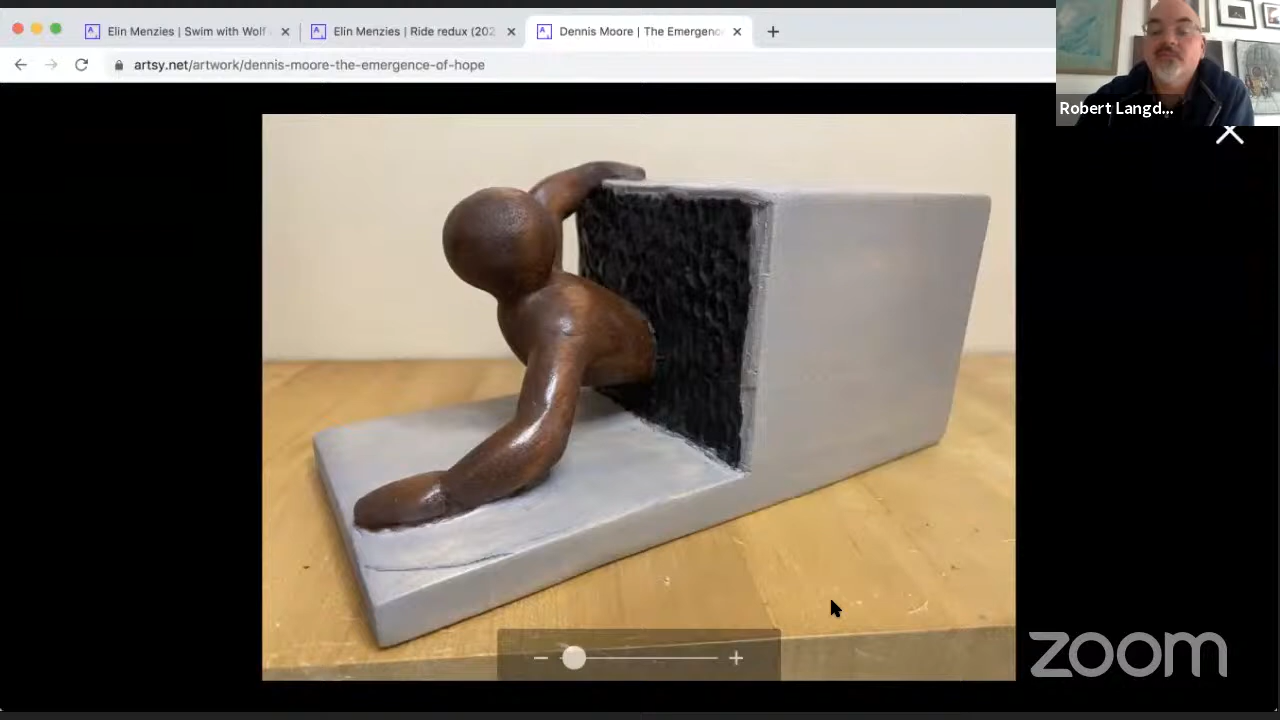 Elin Menzies | Swim with Wolf
Elin Menzies | Ride redux (202
Dennis Moore | The Emergenc
artsy.net/artwork/dennis-moore-the-emergence-of-hope
Robert Langd...
zoom